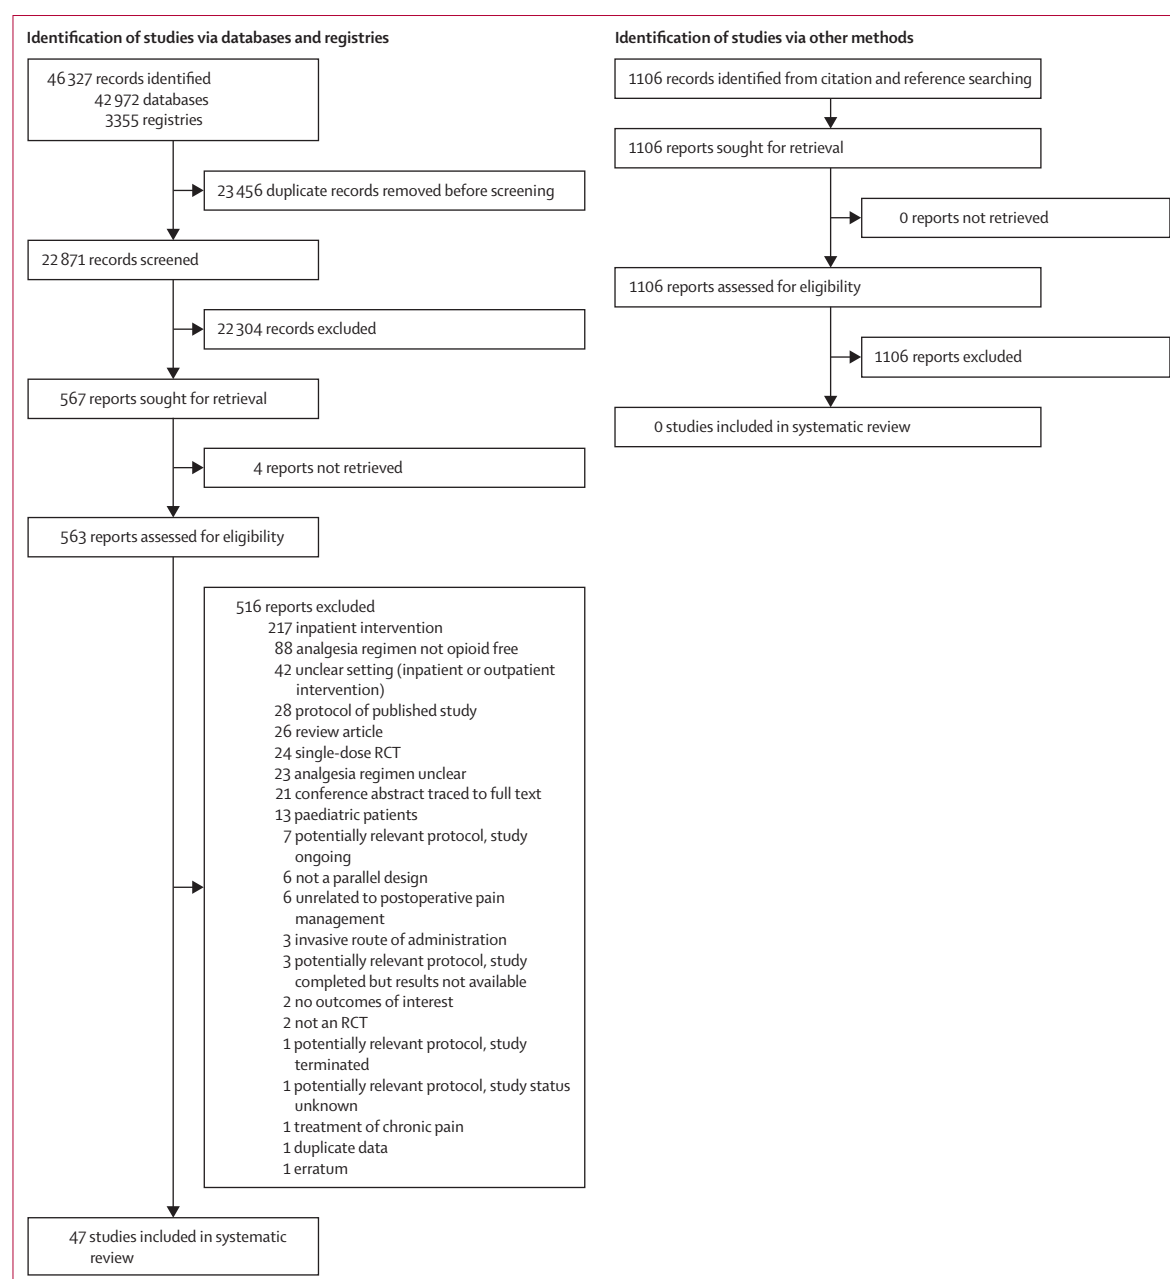 Identification of studies via databases and registries
46 327 records identified
42 972 databases
3355 registries
23 456 duplicate records removed before screening
22 871 records screened
22 304 records excluded
567 reports sought for retrieval
4 reports not retrieved
563 reports assessed for eligibility
516 reports excluded
217 inpatient intervention
88 analgesia regimen not opioid free
42 unclear setting (inpatient or outpatient
intervention)
28 protocol of published study
26 review article
24 single-dose RCT
23 analgesia regimen unclear
21 conference abstract traced to full text
13 paediatric patients
7 potentially relevant protocol, study
ongoing
6 not a parallel design
6 unrelated to postoperative pain
management
3 invasive route of administration
3 potentially relevant protocol, study
completed but results not available
2 no outcomes of interest
2 not an RCT
1 potentially relevant protocol, study
terminated
1 potentially relevant protocol, study status
unknown
1 treatment of chronic pain
1 duplicate data
1 erratum
47 studies included in systematic
review
Identification of studies via other methods
1106 records identified from citation and reference searching
1106 reports sought for retrieval
0 reports not retrieved
1106 reports assessed for eligibility
1106 reports excluded
0 studies included in systematic review